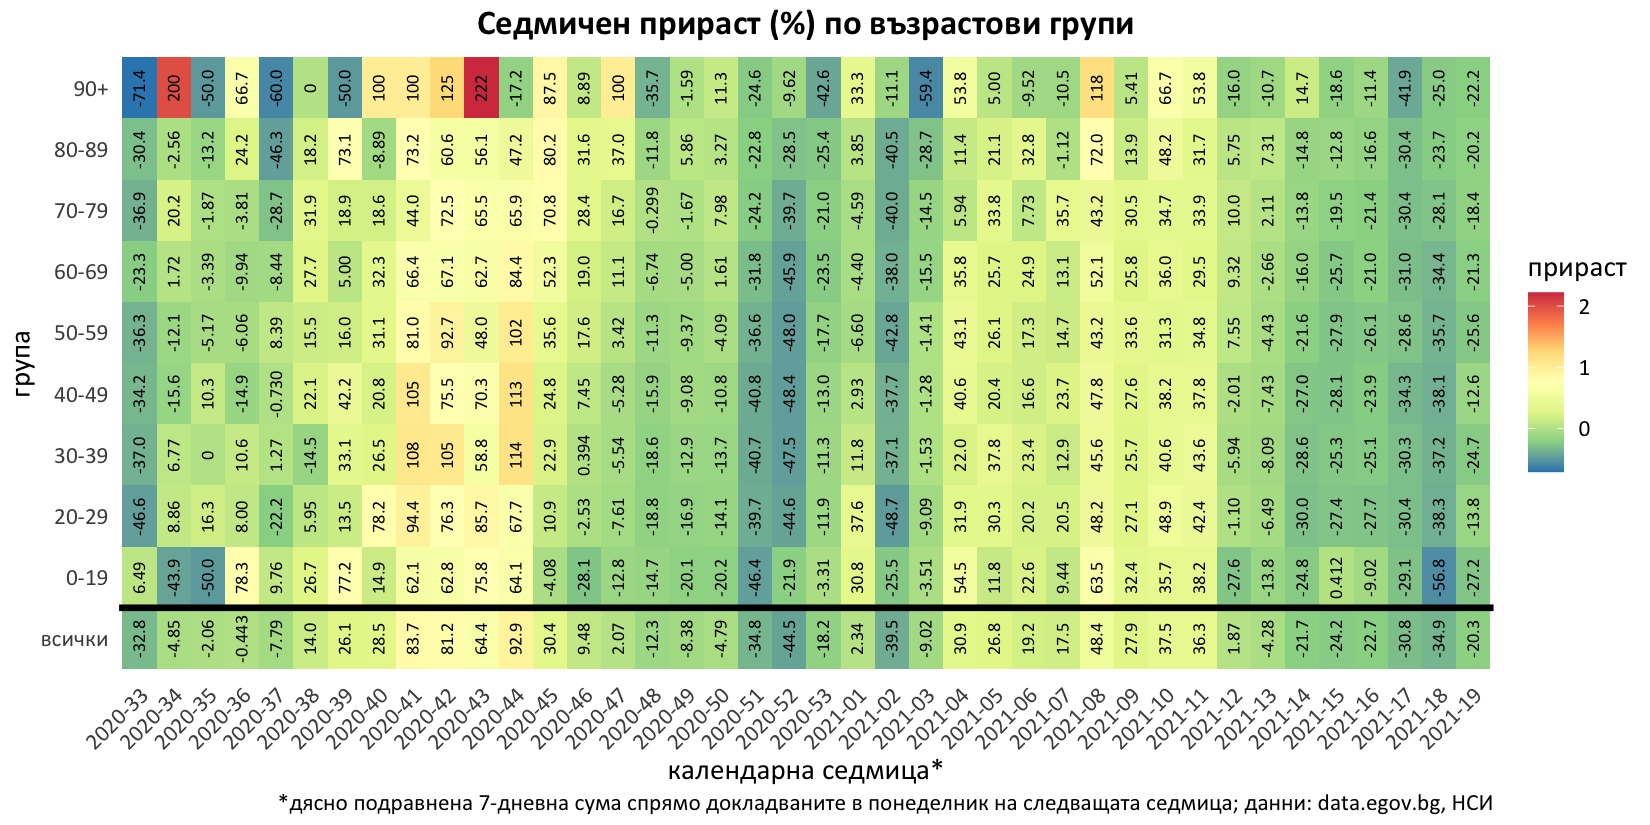 Седмичен прираст (%) по възрастови групи
90+ -71.4 200 -50.0 66.7 -60.0 0 -50.0 100 100 125 222 -17.2 87.5 8.89 100 -35.7 -1.59 11.3 -24.6 -9.62 -42.6 33.3 -11.1 -59.4 53.8 5.00 -9.52 -10.5 118 5.41 66.7 53.8 -16.0 -10.7 14.7 -18.6 -11.4 -41.9 -25.0 -22.2
80-89 -30.4 -2.56 -13.2 24.2 -46.3 18.2 73.1 -8.89 73.2 60.6 56.1 47.2 80.2 31.6 37.0 -11.8 5.86 3.27 -22.8 -28.5 -25.4 3.85 -40.5 -28.7 11.4 21.1 32.8 -1.12 72.0 13.9 48.2 31.7 5.75 7.31 -14.8 -12.8 -16.6 -30.4 -23.7 -20.2
70-79 -36.9 20.2 -1.87 -3.81 -28.7 31.9 18.9 18.6 44.0 72.5 65.5 65.9 70.8 28.4 16.7 -0.299 -1.67 7.98 -24.2 -39.7 -21.0 -4.59 -40.0 -14.5 5.94 33.8 7.73 35.7 43.2 30.5 34.7 33.9 10.0 2.11 -13.8 -19.5 -21.4 -30.4 -28.1 -18.4
60-69 -23.3 1.72 -3.39 -9.94 -8.44 27.7 5.00 32.3 66.4 67.1 62.7 84.4 52.3 19.0 11.1 -6.74 -5.00 1.61 -31.8 -45.9 -23.5 -4.40 -38.0 -15.5 35.8 25.7 24.9 13.1 52.1 25.8 36.0 29.5 9.32 -2.66 -16.0 -25.7 -21.0 -31.0 -34.4 -21.3
50-59 -36.3 -12.1 -5.17 -6.06 8.39 15.5 16.0 31.1 81.0 92.7 48.0 102 35.6 17.6 3.42 -11.3 -9.37 -4.09 -36.6 -48.0 -17.7 -6.60 -42.8 -1.41 43.1 26.1 17.3 14.7 43.2 33.6 31.3 34.8 7.55 -4.43 -21.6 -27.9 -26.1 -28.6 -35.7 -25.6
40-49 -34.2 -15.6 10.3 -14.9 -0.730 22.1 42.2 20.8 105 75.5 70.3 113 24.8 7.45 -5.28 -15.9 -9.08 -10.8 -40.8 -48.4 -13.0 2.93 -37.7 -1.28 40.6 20.4 16.6 23.7 47.8 27.6 38.2 37.8 -2.01 -7.43 -27.0 -28.1 -23.9 -34.3 -38.1 -12.6
30-39 -37.0 6.77 0 10.6 1.27 -14.5 33.1 26.5 108 105 58.8 114 22.9 0.394 -5.54 -18.6 -12.9 -13.7 -40.7 -47.5 -11.3 11.8 -37.1 -1.53 22.0 37.8 23.4 12.9 45.6 25.7 40.6 43.6 -5.94 -8.09 -28.6 -25.3 -25.1 -30.3 -37.2 -24.7
20-29 -46.6 8.86 16.3 8.00 -22.2 5.95 13.5 78.2 94.4 76.3 85.7 67.7 10.9 -2.53 -7.61 -18.8 -16.9 -14.1 -39.7 -44.6 -11.9 37.6 -48.7 -9.09 31.9 30.3 20.2 20.5 48.2 27.1 48.9 42.4 -1.10 -6.49 -30.0 -27.4 -27.7 -30.4 -38.3 -13.8
0-19 6.49 -43.9 -50.0 78.3 9.76 26.7 77.2 14.9 62.1 62.8 75.8 64.1 -4.08 -28.1 -12.8 -14.7 -20.1 -20.2 -46.4 -21.9 -3.31 30.8 -25.5 -3.51 54.5 11.8 22.6 9.44 63.5 32.4 35.7 38.2 -27.6 -13.8 -24.8 0.412 -9.02 -29.1 -56.8 -27.2
всички -32.8 -4.85 -2.06 -0.443 -7.79 14.0 26.1 28.5 83.7 81.2 64.4 92.9 30.4 9.48 2.07 -12.3 -8.38 -4.79 -34.8 -44.5 -18.2 2.34 -39.5 -9.02 30.9 26.8 19.2 17.5 48.4 27.9 37.5 36.3 1.87 -4.28 -21.7 -24.2 -22.7 -30.8 -34.9 -20.3
2020-33 2020-34 2020-35 2020-36 2020-37 2020-38 2020-39 2020-40 2020-41 2020-42 2020-43 2020-44 2020-45 2020-46 2020-47 2020-48 2020-49 2020-50 2020-51 2020-52 2020-53 2021-01 2021-02 2021-03 2021-04 2021-05 2021-06 2021-07 2021-08 2021-09 2021-10 2021-11 2021-12 2021-13 2021-14 2021-15 2021-16 2021-17 2021-18 2021-19
група
календарна седмица*
*дясно подравнена 7-дневна сума спрямо докладваните в понеделник на следващата седмица; данни: data.egov.bg, НСИ
прираст
2
1
0